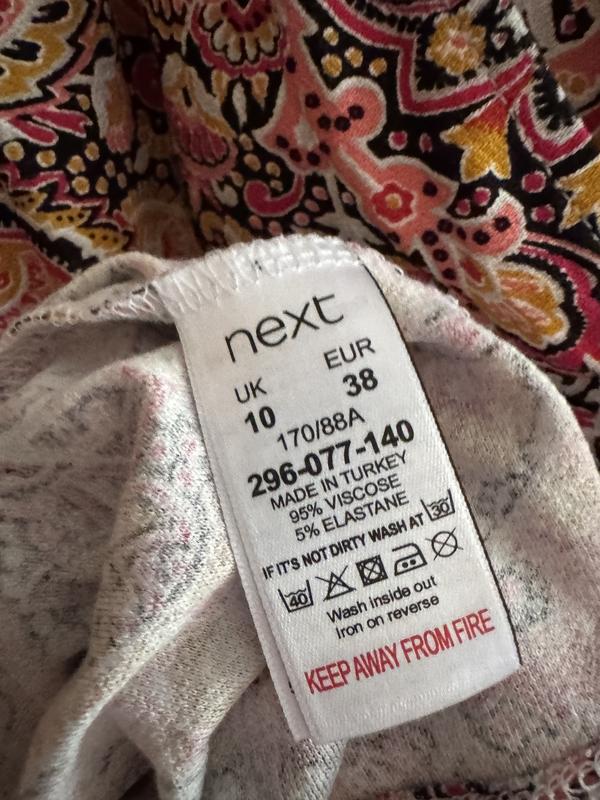 next
UK EUR
10 38
170/88A
296-077-140
MADE IN TURKEY
95% VISCOSE
5% ELASTANE
IF IT'S NOT DIRTY WASH AT 30
40
Wash inside out
Iron on reverse
KEEP AWAY FROM FIRE